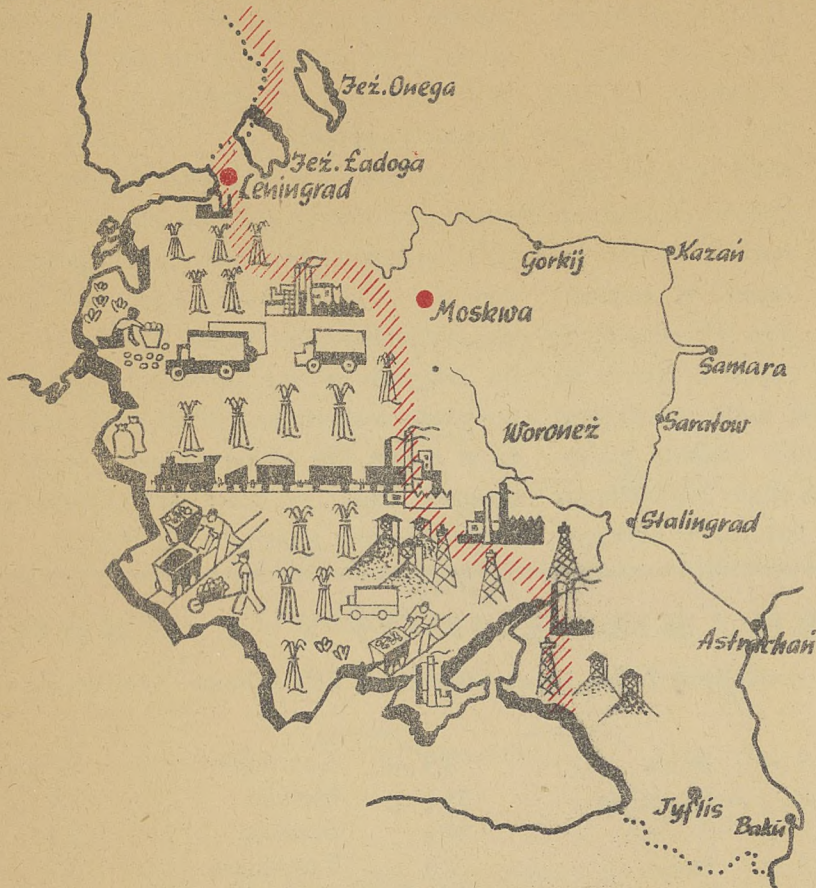 Jeź. Onega
Jeź. Ładoga
Leningrad
Gorkij
Kazań
Moskwa
Samara
Woroneż
Saratow
Stalingrad
Astrachań
Tyflis
Baku